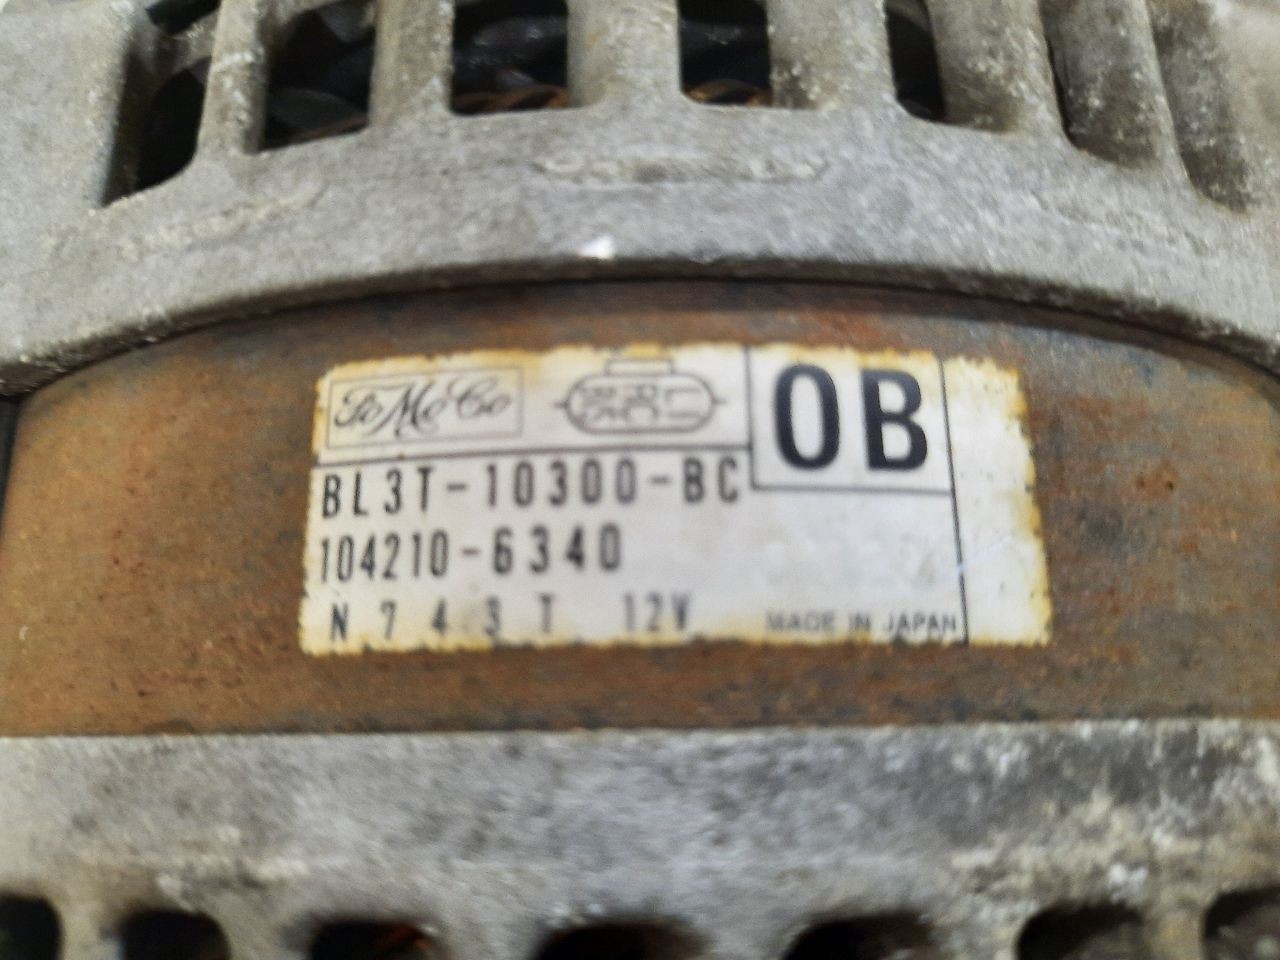 FoMoCo
OB
BL3T-10300-BC
104210-6340
N 7 4 3 T 12V
MADE IN JAPAN